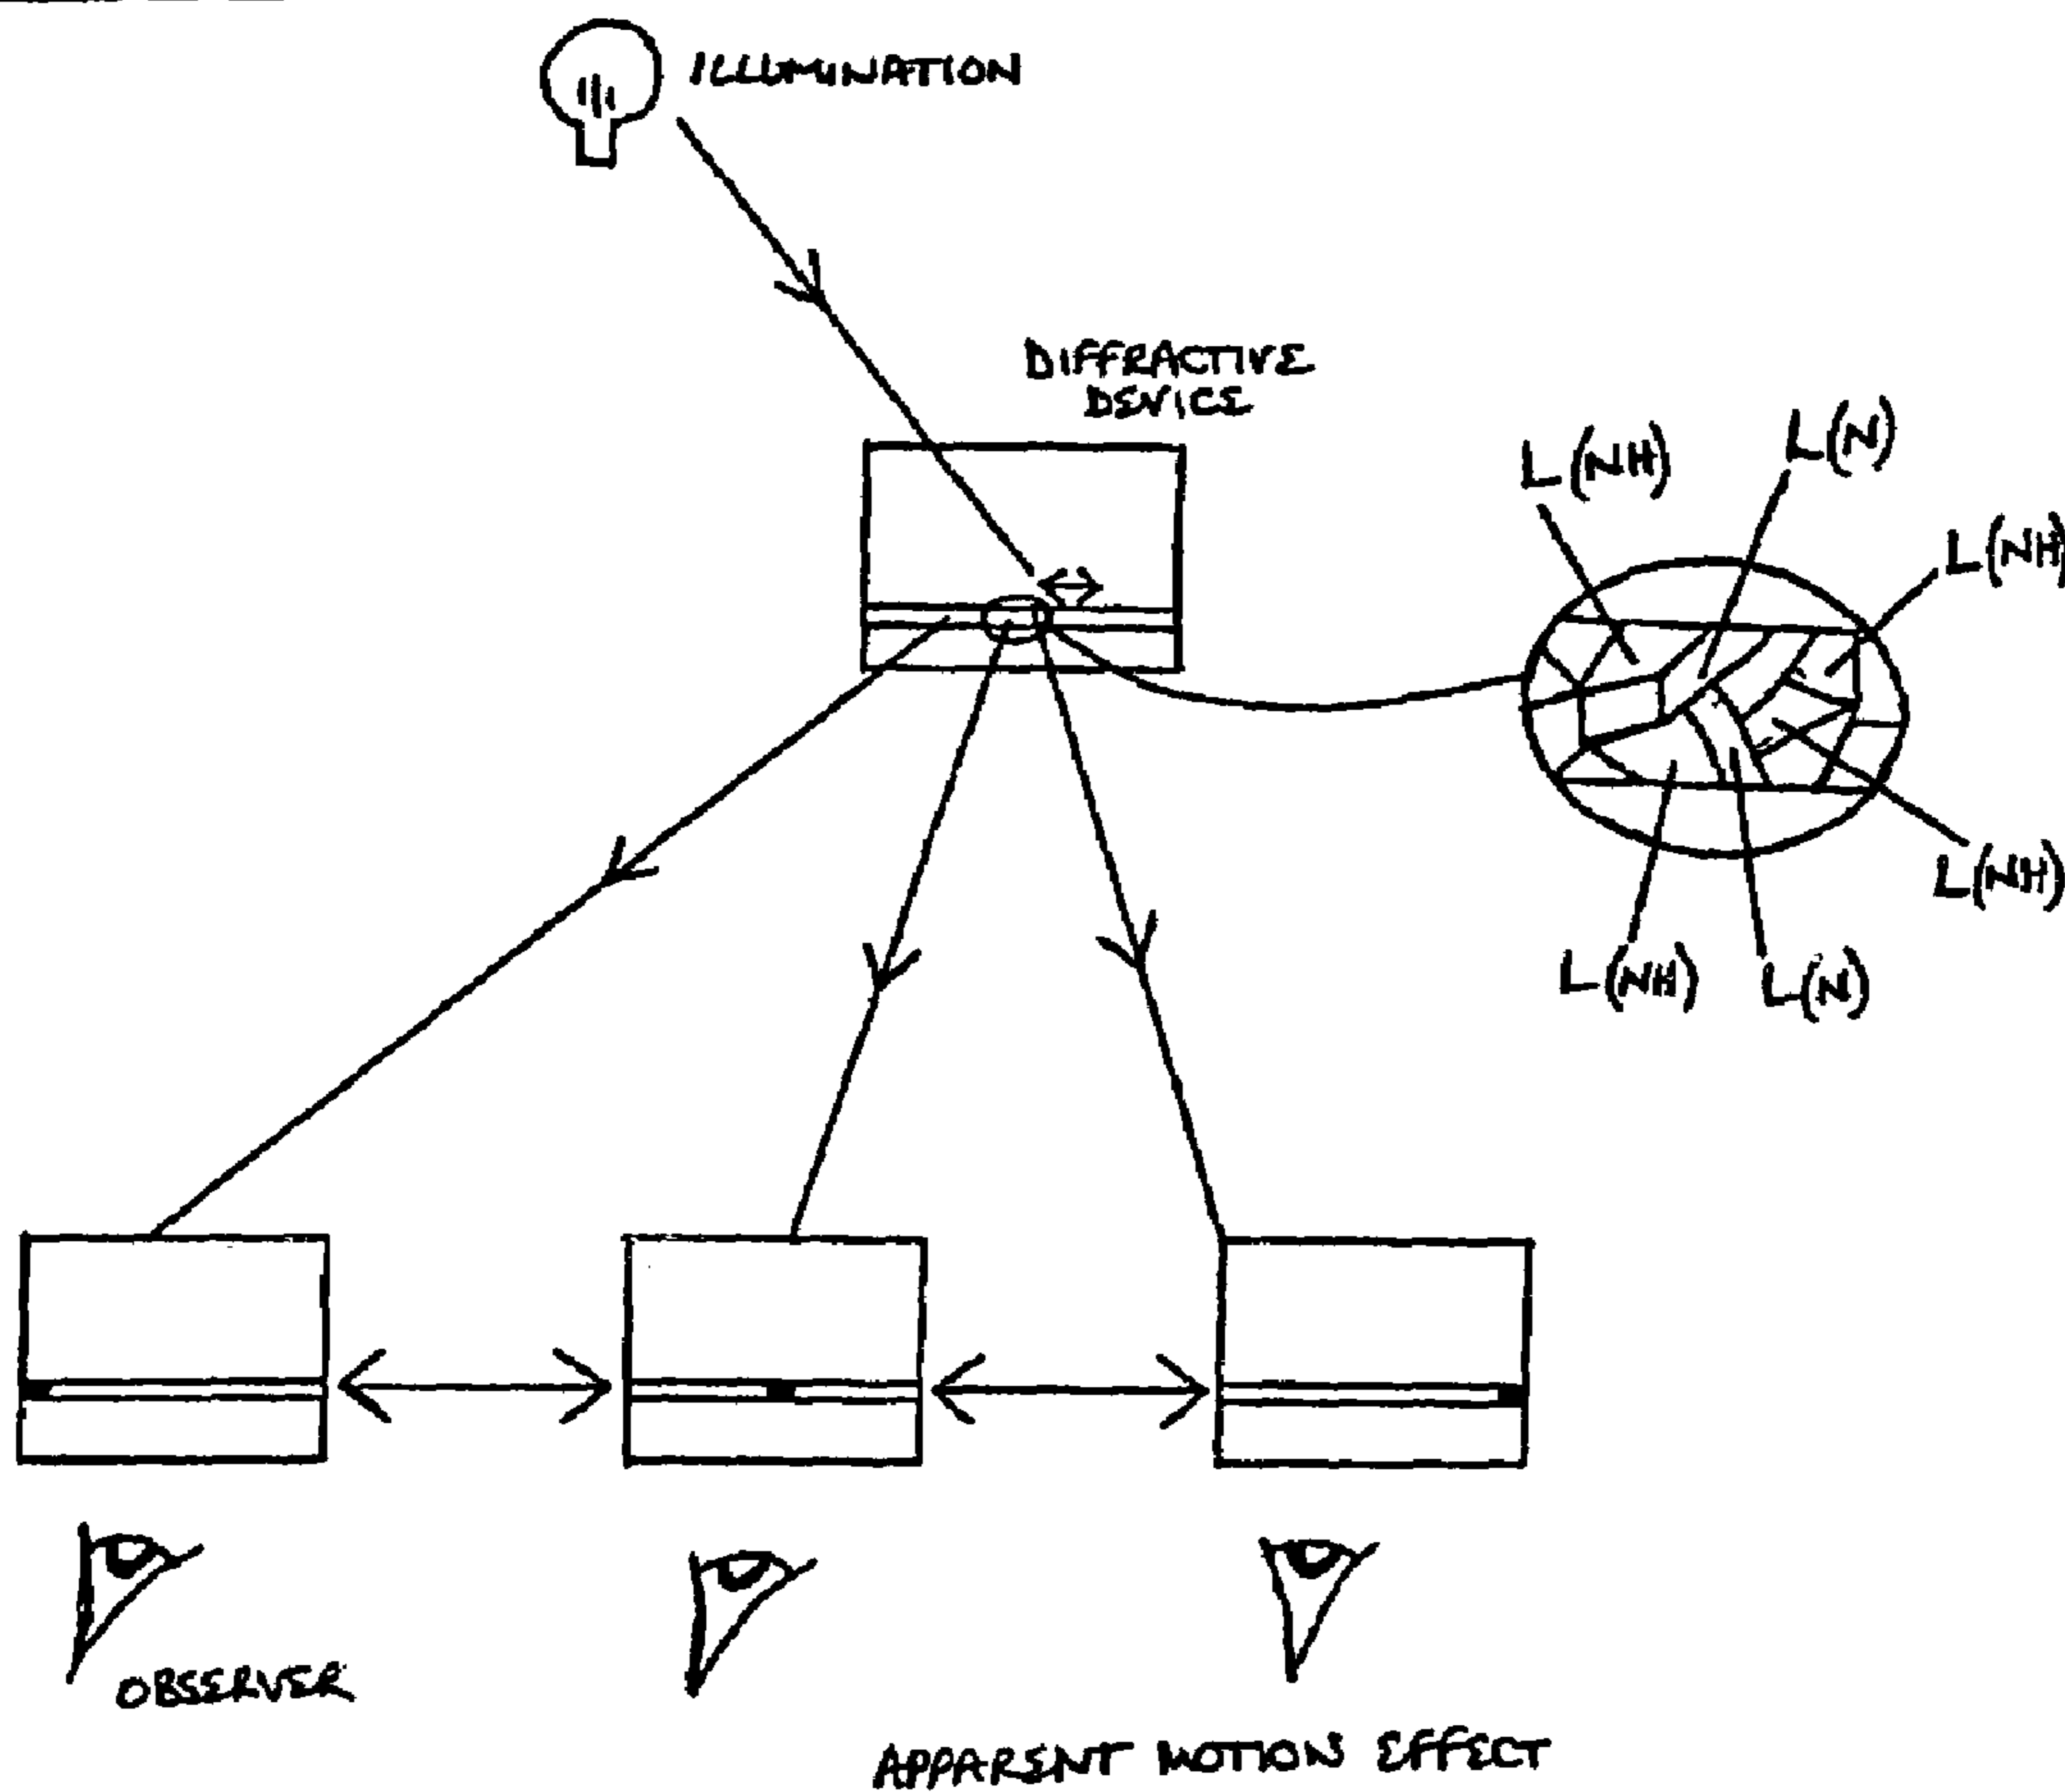 ILLUMINATION
DIFFRACTIVE
DEVICE
L(NH)
L(N)
L(NH)
L(NH)
L(NH)
L(N)
OBSERVER
APPARENT MOTION EFFECT